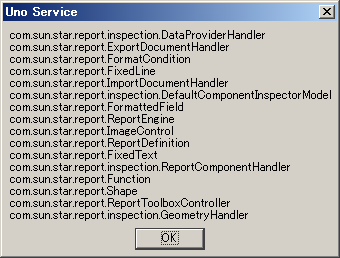 Uno Service
com.sun.star.report.inspection.DataProviderHandler
com.sun.star.report.ExportDocumentHandler
com.sun.star.report.FormatCondition
com.sun.star.report.FixedLine
com.sun.star.report.ImportDocumentHandler
com.sun.star.report.inspection.DefaultComponentInspectorModel
com.sun.star.report.FormattedField
com.sun.star.report.ReportEngine
com.sun.star.report.ImageControl
com.sun.star.report.ReportDefinition
com.sun.star.report.FixedText
com.sun.star.report.inspection.ReportComponentHandler
com.sun.star.report.Function
com.sun.star.report.Shape
com.sun.star.report.ReportToolboxController
com.sun.star.report.inspection.GeometryHandler
OK